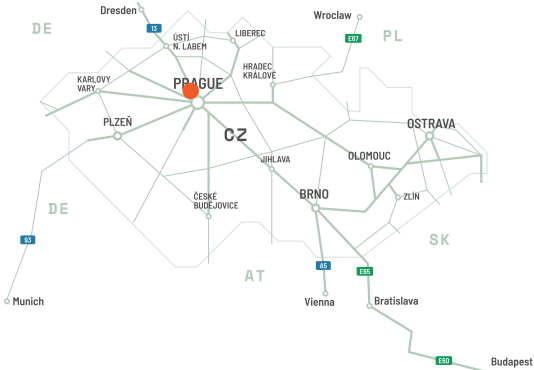 Dresden
Wroclaw
13
DE
ÚSTÍ
N. LABEM
LIBEREC
E67
PL
HRADEC
KRÁLOVÉ
KARLOVY
VARY
PRAGUE
PLZEŇ
CZ
OSTRAVA
JIHLAVA
OLOMOUC
BRNO
ZLÍN
ČESKÉ
BUDĚJOVICE
DE
93
SK
A5
E65
AT
Munich
Vienna
Bratislava
E60
Budapest